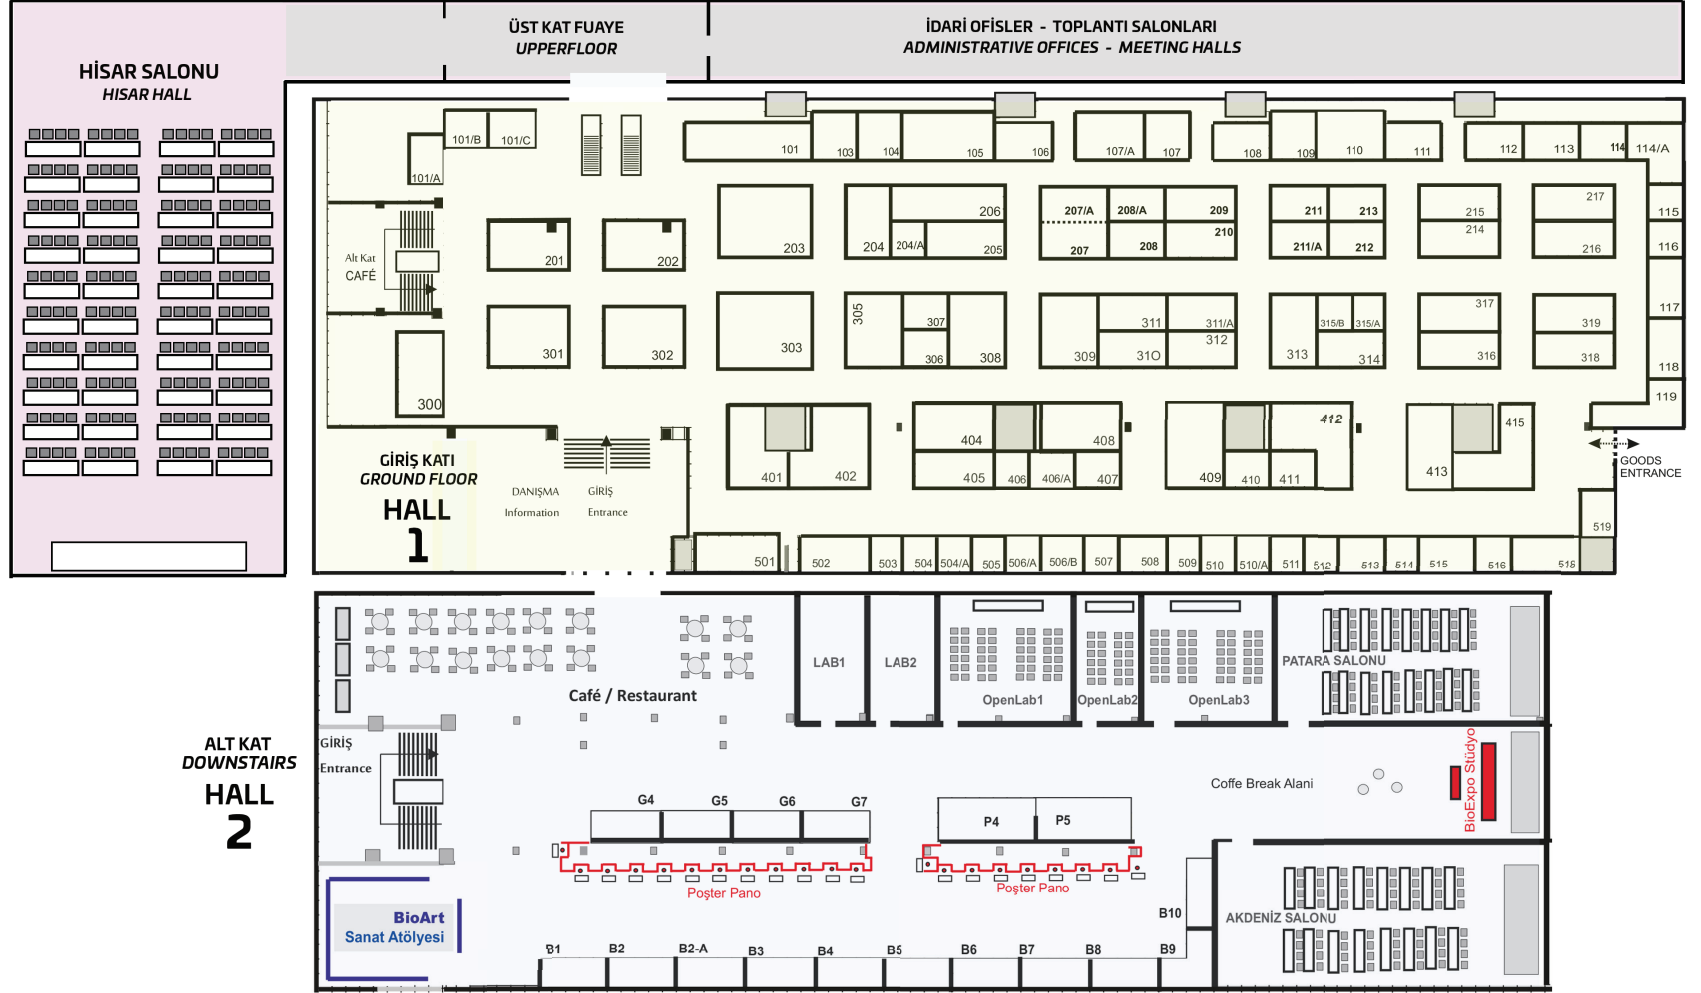 ÜST KAT FUAYE
UPPERFLOOR
İDARİ OFİSLER - TOPLANTI SALONLARI
ADMINISTRATIVE OFFICES - MEETING HALLS
HİSAR SALONU
HISAR HALL
101/B 101/C
101/A
101 103 104 105 106 107/A 107 108 109 110 111 112 113 114 114/A
115
116
117
118
119
Alt Kat
CAFÉ
201 202 203 204 204/A 205 206
207/A 208/A 209
207 208 210
211 213
211/A 212
215
214
217
216
300 301 302 303
305 307
306 308
309 311 311/A
310 312
313 315/B 315/A
314
317
316
319
318
401 402
404 408
405 406 406/A 407
409 410 411 412
413 415
GOODS
ENTRANCE
GİRİŞ KATI
GROUND FLOOR
HALL
1
DANIŞMA
Information
GİRİŞ
Entrance
519
501 502 503 504 504/A 505 506/A 506/B 507 508 509 510 510/A 511 512 513 514 515 516 518
Café / Restaurant
LAB1
LAB2
OpenLab1
OpenLab2
OpenLab3
PATARA SALONU
ALT KAT
DOWNSTAIRS
HALL
2
GİRİŞ
Entrance
Coffe Break Alani
BioExpo Stüdyo
G4 G5 G6 G7
P4 P5
Poşter Pano
Poşter Pano
BioArt
Sanat Atölyesi
B10
AKDENİZ SALONU
B1 B2 B2-A B3 B4 B5 B6 B7 B8 B9